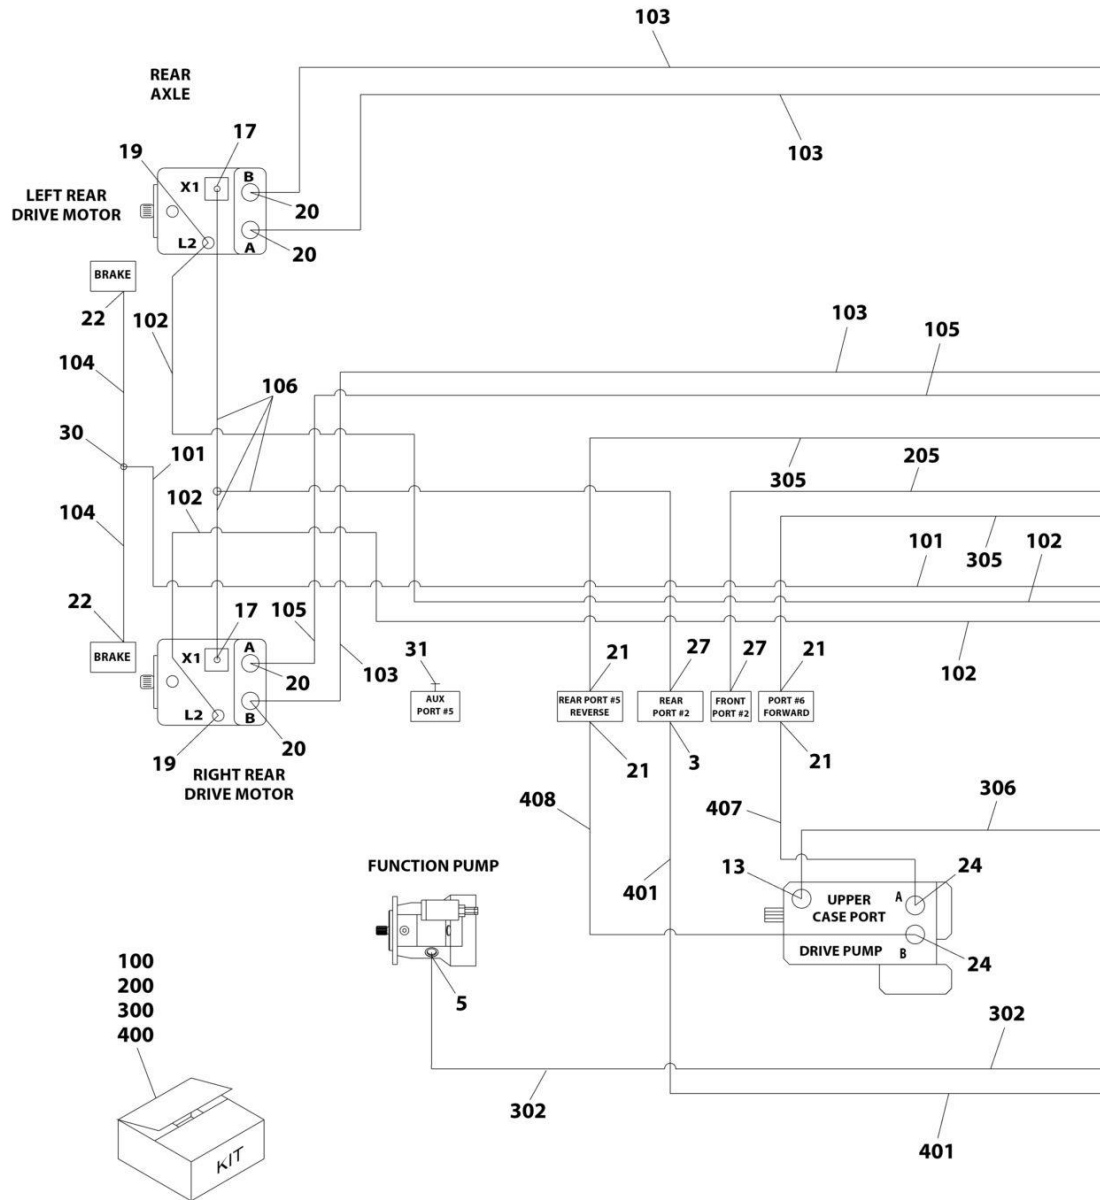 103
REAR
AXLE
103
17
19
X1
B
LEFT REAR
DRIVE MOTOR
20
L2
A
20
BRAKE
22
102
103
105
104
106
30
101
305
205
102
104
101
102
305
22
17
105
31
21
27
27
21
102
BRAKE
X1
A
20
103
AUX
PORT #5
REAR PORT #5
REVERSE
REAR
PORT #2
FRONT
PORT #2
PORT #6
FORWARD
L2
B
20
19
21
3
21
RIGHT REAR
DRIVE MOTOR
408
407
306
FUNCTION PUMP
13
24
401
UPPER
CASE PORT
A
DRIVE PUMP
B
24
100
200
300
400
5
302
302
401
KIT